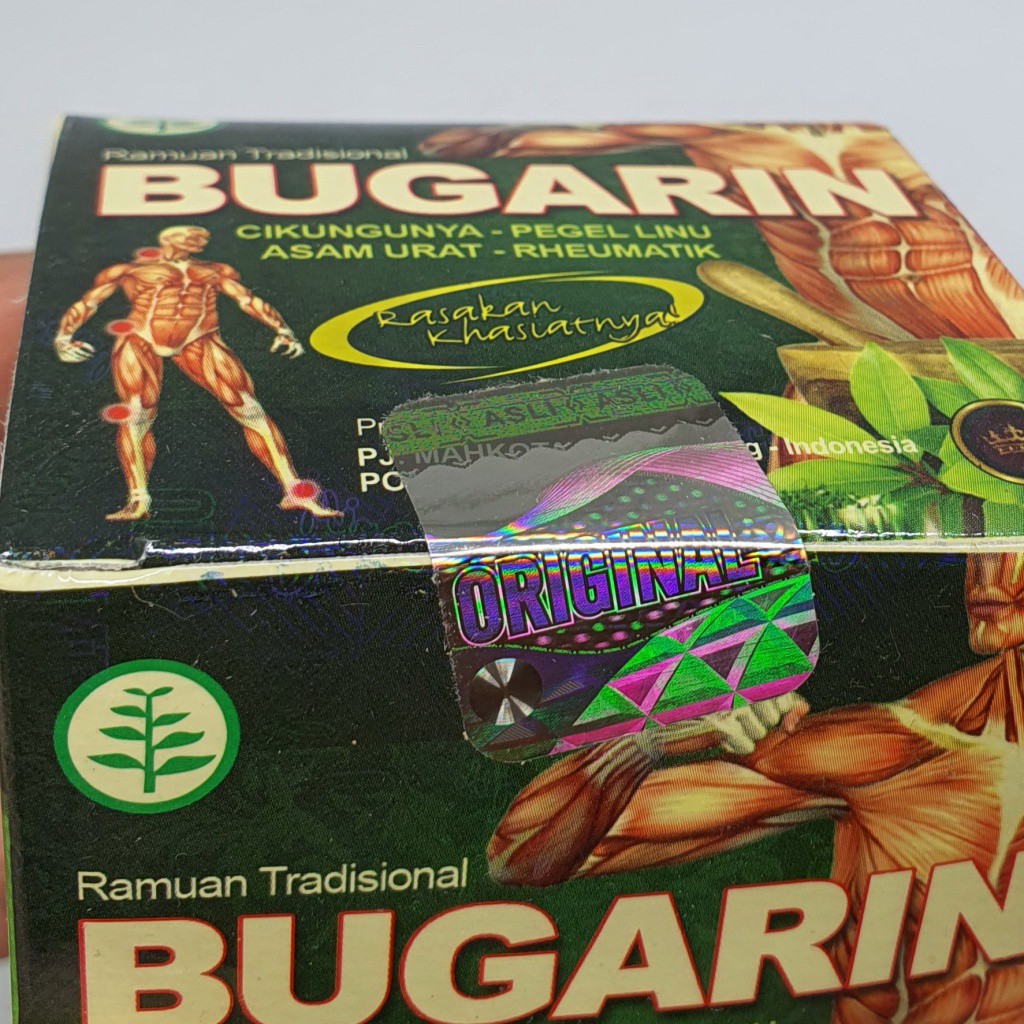 Ramuan Tradisional
BUGARIN
CIKUNGUNYA - PEGEL LINU
ASAM URAT - RHEUMATIK
Rasakan
Khasiatnya!
ASLI ASLI
PJ. MAHKOTA
- Indonesia
ORIGINAL
Ramuan Tradisional
BUGARIN